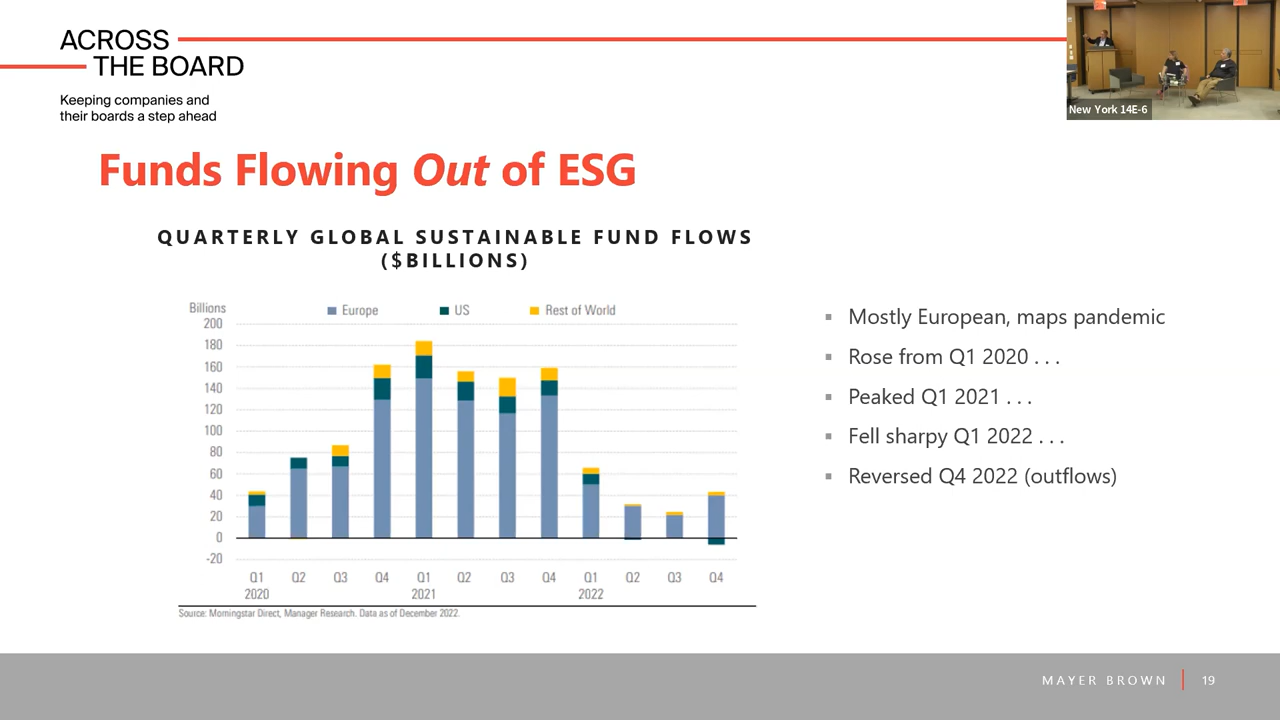 ACROSS
THE BOARD
Keeping companies and
their boards a step ahead
New York 14E-6
Funds Flowing Out of ESG
QUARTERLY GLOBAL SUSTAINABLE FUND FLOWS
($BILLIONS)
Billions
Europe US Rest of World
200
180
160
140
120
100
80
60
40
20
0
-20
Q1 Q2 Q3 Q4 Q1 Q2 Q3 Q4 Q1 Q2 Q3 Q4
2020 2021 2022
Source: Morningstar Direct, Manager Research. Data as of December 2022.
▪ Mostly European, maps pandemic
▪ Rose from Q1 2020 . . .
▪ Peaked Q1 2021 . . .
▪ Fell sharpy Q1 2022 . . .
▪ Reversed Q4 2022 (outflows)
MAYER BROWN | 19